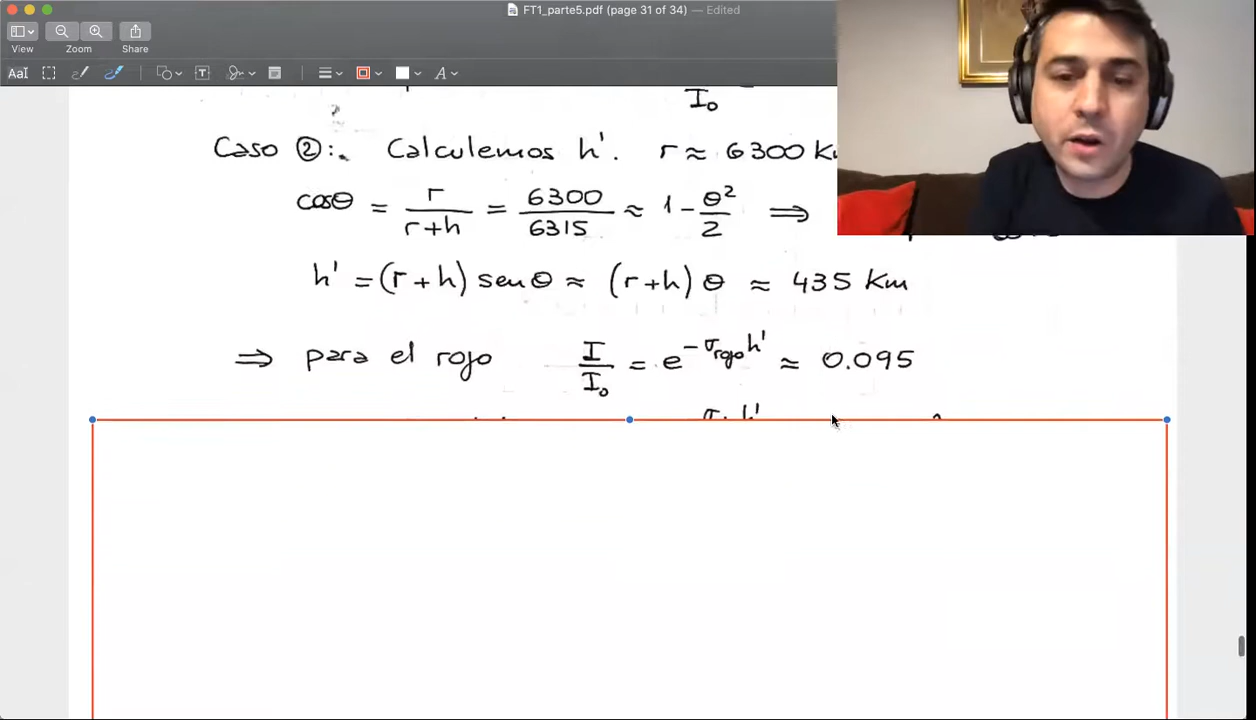 FT1_parte5.pdf (page 31 of 34) — Edited
View Zoom Share
AaI T A
I₀
Caso ②:. Calculemos h'. r ≈ 6300 K
cosθ = r/(r+h) = 6300/6315 ≈ 1 - θ²/2 ⟹
h' = (r+h) senθ ≈ (r+h) θ ≈ 435 Km
⟹ para el rojo I/I₀ = e^(-σ_rojo h') ≈ 0.095